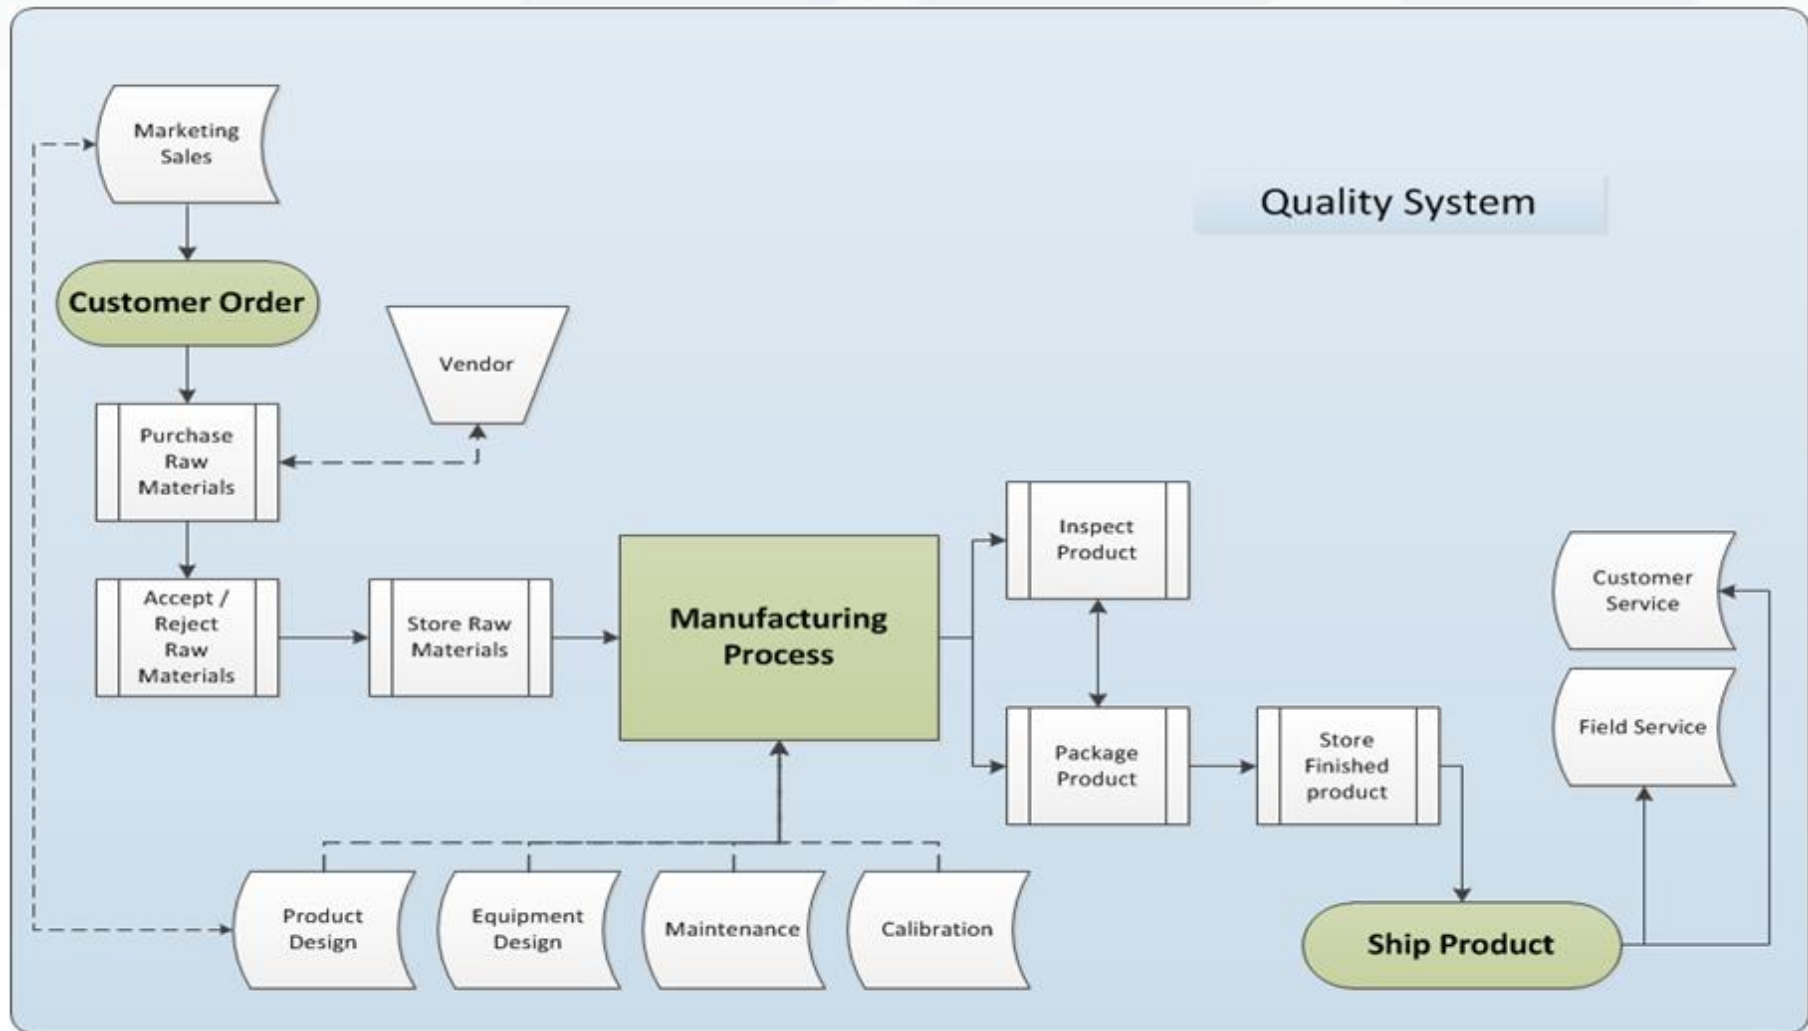 Marketing
Sales
Quality System
Customer Order
Vendor
Purchase
Raw
Materials
Accept /
Reject
Raw
Materials
Store Raw
Materials
Manufacturing
Process
Inspect
Product
Package
Product
Store
Finished
product
Customer
Service
Field Service
Product
Design
Equipment
Design
Maintenance
Calibration
Ship Product